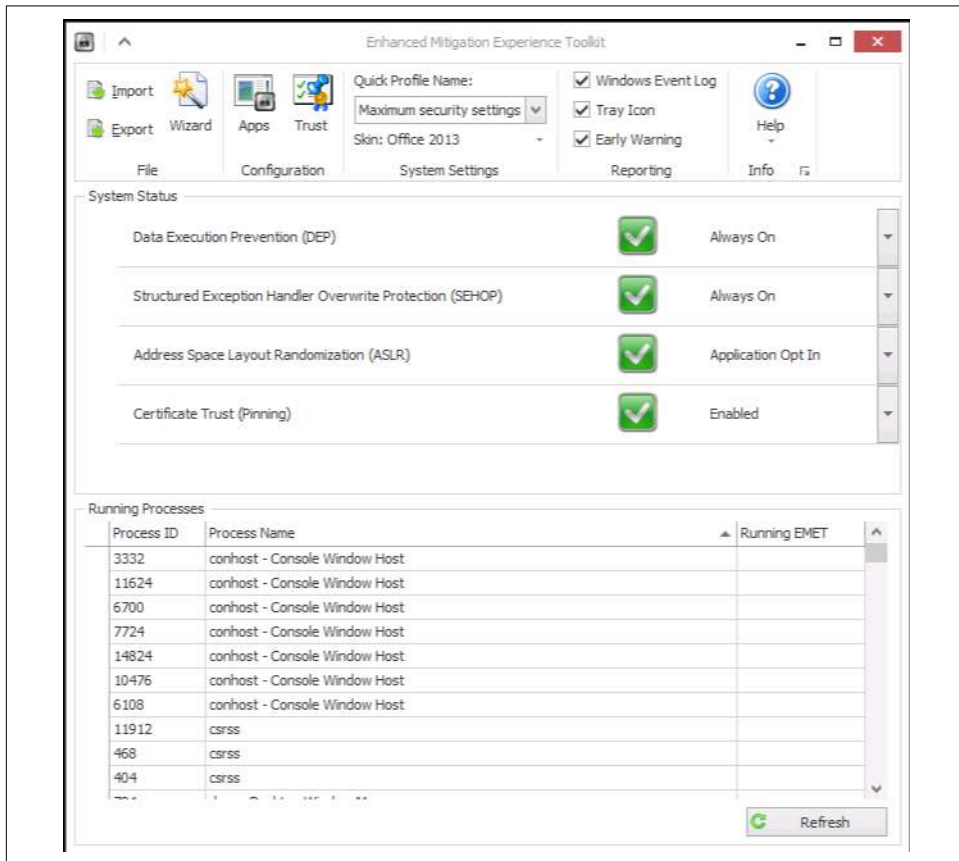 Enhanced Mitigation Experience Toolkit
Import
Export
Wizard
File
Apps
Trust
Configuration
Quick Profile Name:
Maximum security settings
Skin: Office 2013
System Settings
Windows Event Log
Tray Icon
Early Warning
Reporting
Help
Info
System Status
Data Execution Prevention (DEP) Always On
Structured Exception Handler Overwrite Protection (SEHOP) Always On
Address Space Layout Randomization (ASLR) Application Opt In
Certificate Trust (Pinning) Enabled
Running Processes
Process ID Process Name Running EMET
3332 conhost - Console Window Host
11624 conhost - Console Window Host
6700 conhost - Console Window Host
7724 conhost - Console Window Host
14824 conhost - Console Window Host
10476 conhost - Console Window Host
6108 conhost - Console Window Host
11912 csrss
468 csrss
404 csrss
Refresh